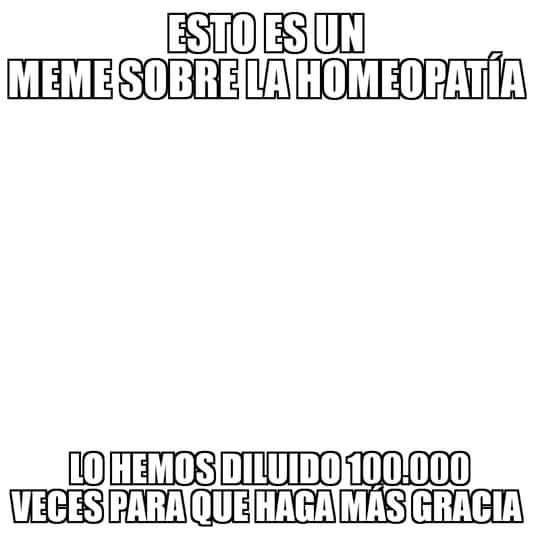 ESTO ES UN
MEME SOBRE LA HOMEOPATÍA
LO HEMOS DILUIDO 100.000
VECES PARA QUE HAGA MÁS GRACIA